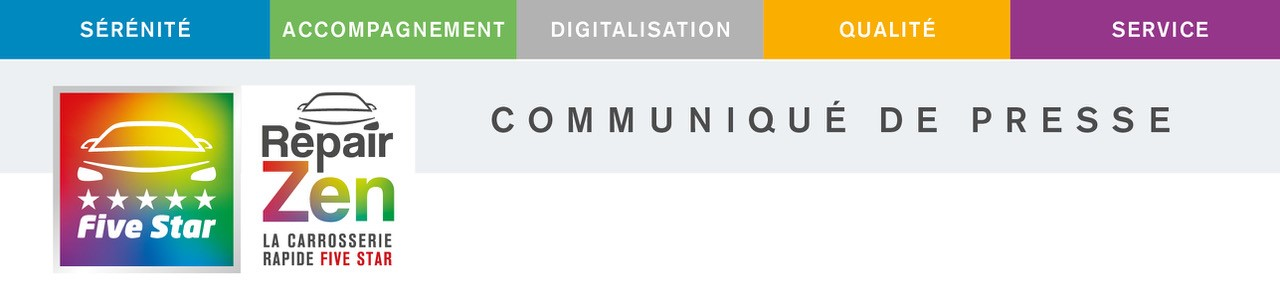 SÉRÉNITÉ
ACCOMPAGNEMENT
DIGITALISATION
QUALITÉ
SERVICE
COMMUNIQUÉ DE PRESSE
Five Star
Repair
Zen
LA CARROSSERIE
RAPIDE FIVE STAR